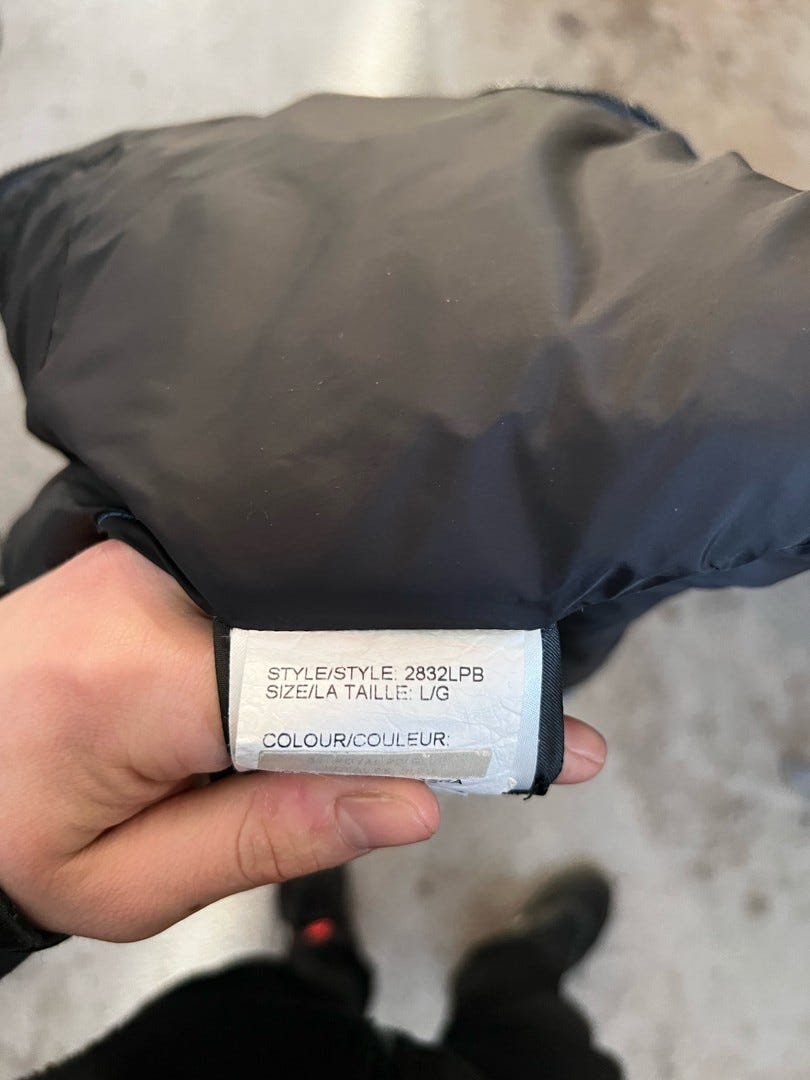 STYLE/STYLE: 2832LPB
SIZE/LA TAILLE: L/G
COLOUR/COULEUR: